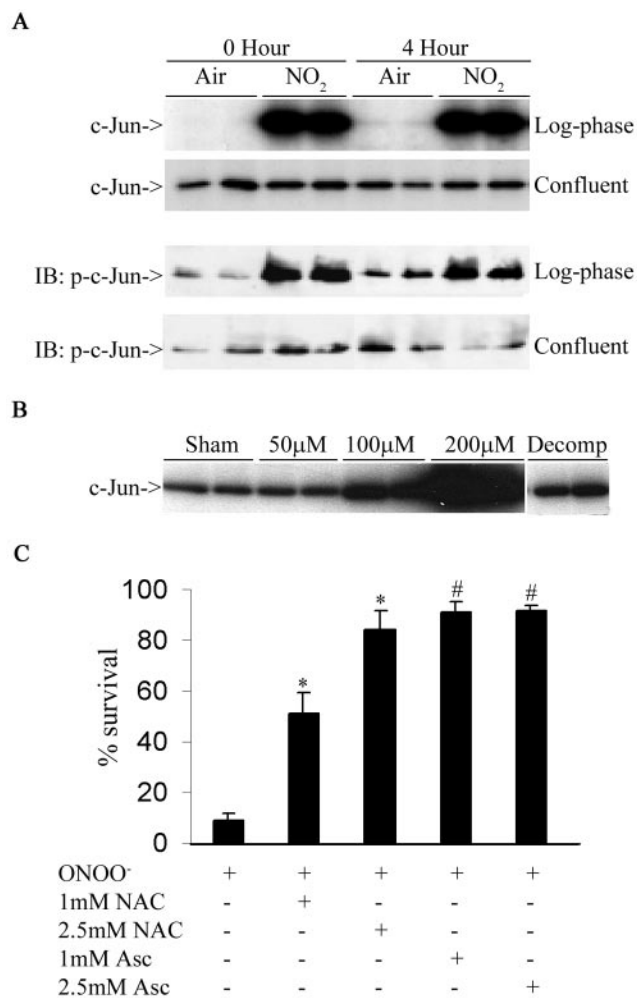 A
0 Hour 4 Hour
Air NO2 Air NO2
c-Jun-> Log-phase
c-Jun-> Confluent
IB: p-c-Jun-> Log-phase
IB: p-c-Jun-> Confluent
B
Sham 50μM 100μM 200μM Decomp
c-Jun->
C
100
80
60
40
20
0
% survival
* * # #
ONOO- + + + + +
1mM NAC - + - - -
2.5mM NAC - - + - -
1mM Asc - - - + -
2.5mM Asc - - - - +